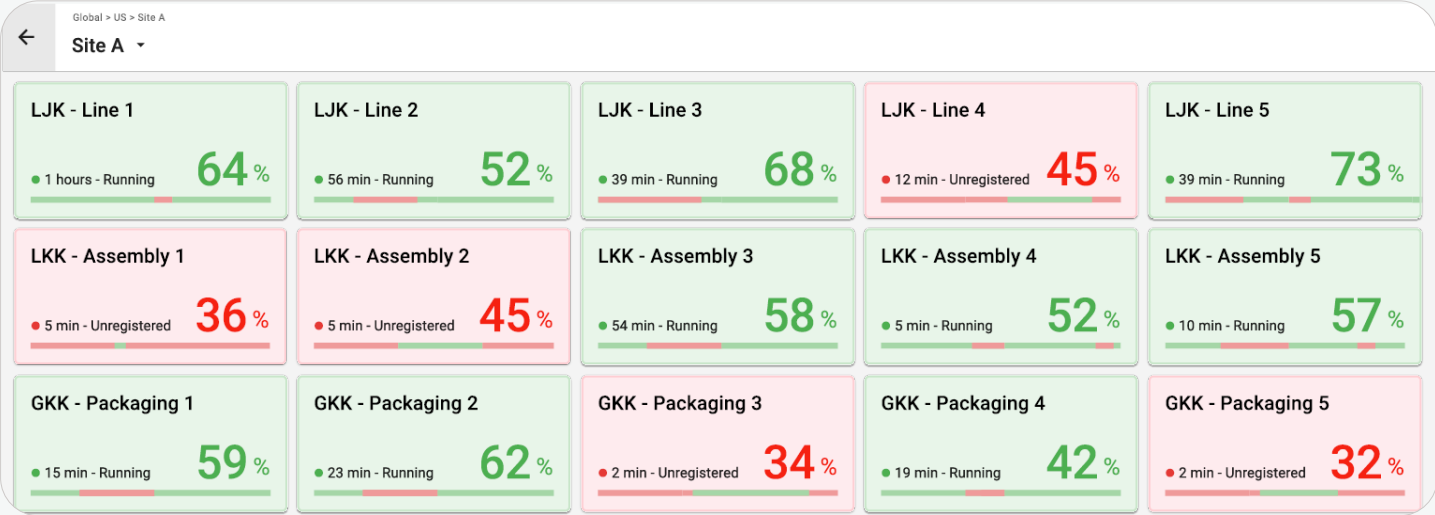 Global > US > Site A
Site A
LJK - Line 1
1 hours - Running 64 %
LJK - Line 2
56 min - Running 52 %
LJK - Line 3
39 min - Running 68 %
LJK - Line 4
12 min - Unregistered 45 %
LJK - Line 5
39 min - Running 73 %
LKK - Assembly 1
5 min - Unregistered 36 %
LKK - Assembly 2
5 min - Unregistered 45 %
LKK - Assembly 3
54 min - Running 58 %
LKK - Assembly 4
5 min - Running 52 %
LKK - Assembly 5
10 min - Running 57 %
GKK - Packaging 1
15 min - Running 59 %
GKK - Packaging 2
23 min - Running 62 %
GKK - Packaging 3
2 min - Unregistered 34 %
GKK - Packaging 4
19 min - Running 42 %
GKK - Packaging 5
2 min - Unregistered 32 %